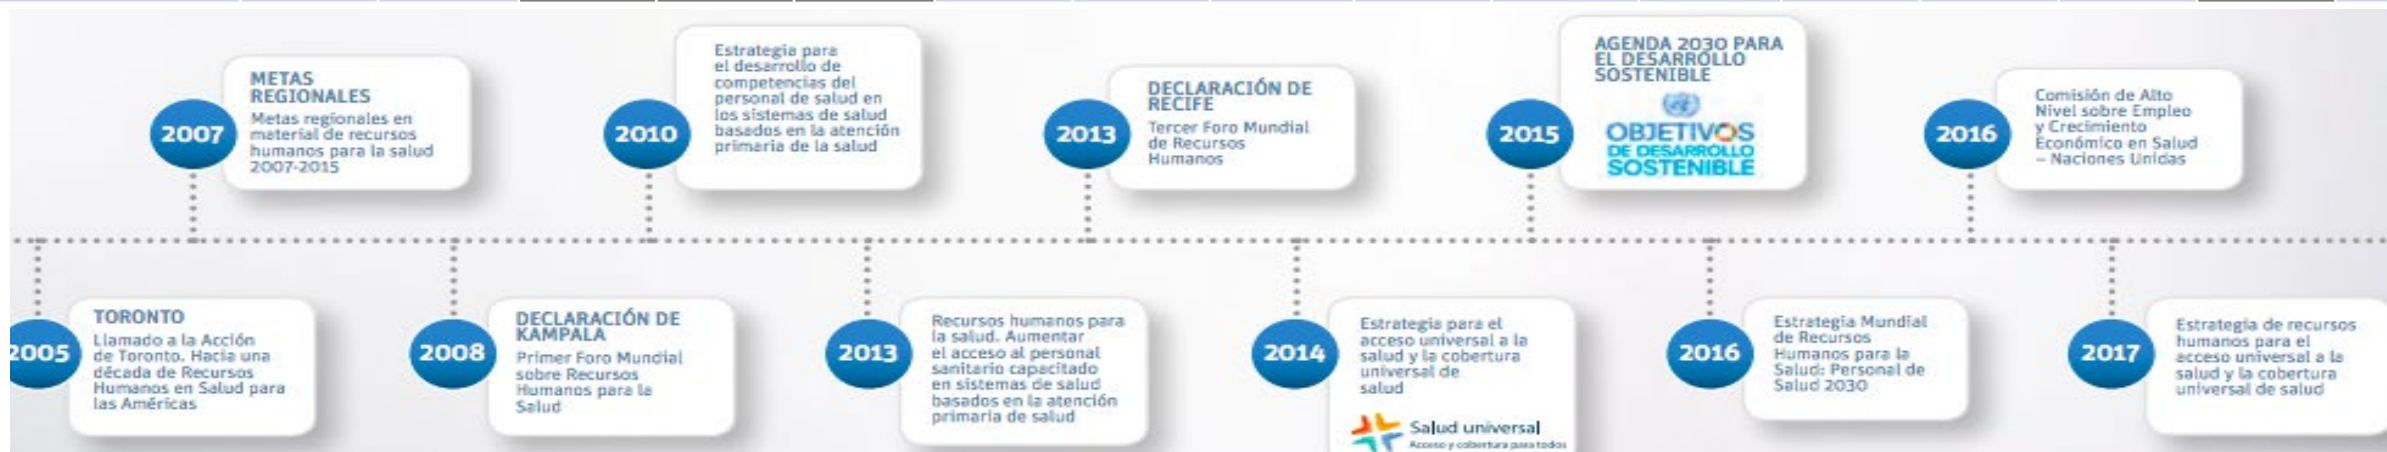 2007
METAS
REGIONALES
Metas regionales en
material de recursos
humanos para la salud
2007-2015
2010
Estrategia para
el desarrollo de
competencias del
personal de salud en
los sistemas de salud
basados en la atención
primaria de la salud
2013
DECLARACIÓN DE
RECIFE
Tercer Foro Mundial
de Recursos
Humanos
2015
AGENDA 2030 PARA
EL DESARROLLO
SOSTENIBLE
OBJETIVOS
DE DESARROLLO
SOSTENIBLE
2016
Comisión de Alto
Nivel sobre Empleo
y Crecimiento
Económico en Salud
– Naciones Unidas
2005
TORONTO
Llamado a la Acción
de Toronto. Hacia una
década de Recursos
Humanos en Salud para
las Américas
2008
DECLARACIÓN DE
KAMPALA
Primer Foro Mundial
sobre Recursos
Humanos para la
Salud
2013
Recursos humanos para
la salud. Aumentar
el acceso al personal
sanitario capacitado
en sistemas de salud
basados en la atención
primaria de salud
2014
Estrategia para el
acceso universal a la
salud y la cobertura
universal de
salud
Salud universal
Acceso y cobertura para todos
2016
Estrategia Mundial
de Recursos
Humanos para la
Salud: Personal de
Salud 2030
2017
Estrategia de recursos
humanos para el
acceso universal a la
salud y la cobertura
universal de salud